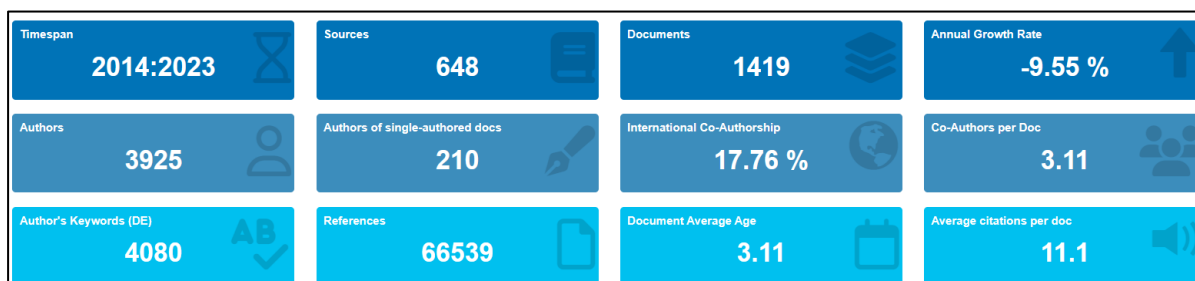 Timespan
2014:2023
Sources
648
Documents
1419
Annual Growth Rate
-9.55 %
Authors
3925
Authors of single-authored docs
210
International Co-Authorship
17.76 %
Co-Authors per Doc
3.11
Author's Keywords (DE)
4080
AB
References
66539
Document Average Age
3.11
Average citations per doc
11.1